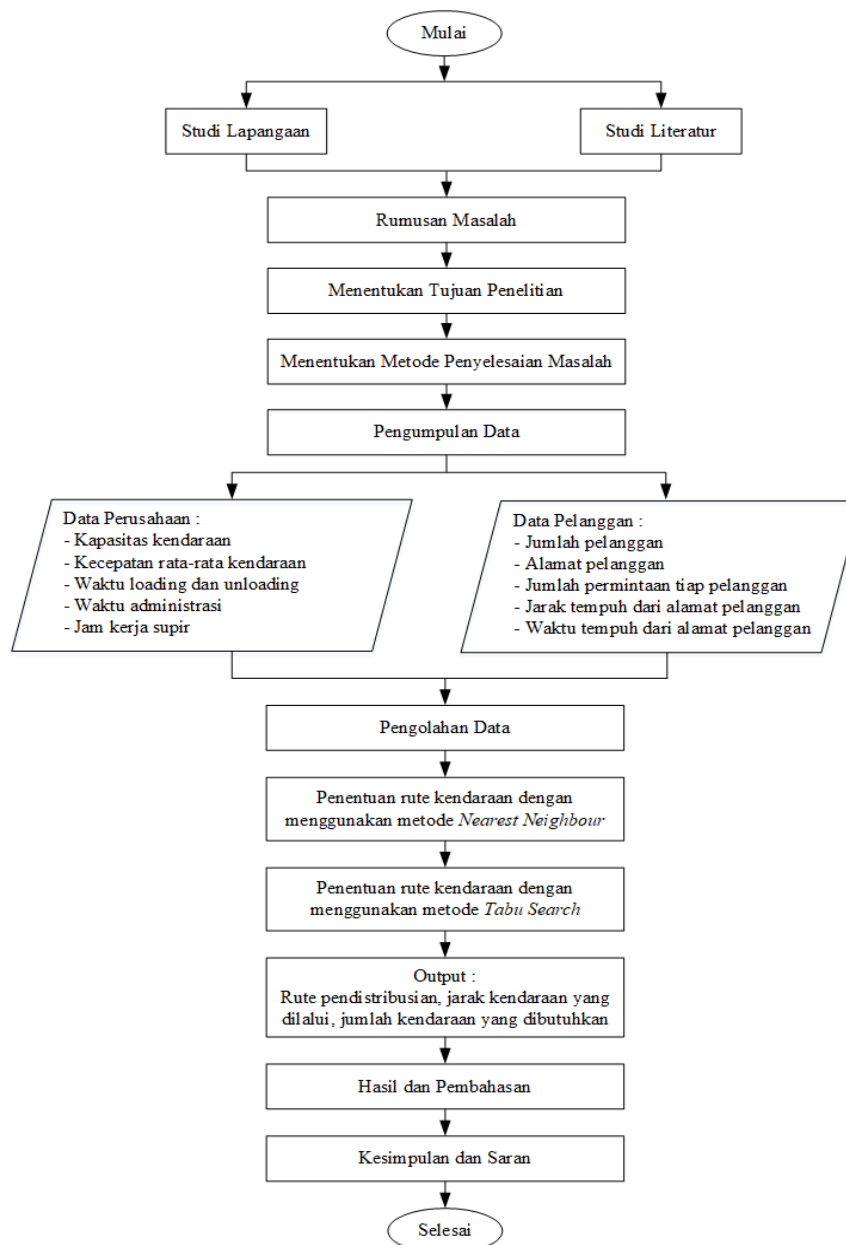 Mulai
Studi Lapangaan
Studi Literatur
Rumusan Masalah
Menentukan Tujuan Penelitian
Menentukan Metode Penyelesaian Masalah
Pengumpulan Data
Data Perusahaan :
- Kapasitas kendaraan
- Kecepatan rata-rata kendaraan
- Waktu loading dan unloading
- Waktu administrasi
- Jam kerja supir
Data Pelanggan :
- Jumlah pelanggan
- Alamat pelanggan
- Jumlah permintaan tiap pelanggan
- Jarak tempuh dari alamat pelanggan
- Waktu tempuh dari alamat pelanggan
Pengolahan Data
Penentuan rute kendaraan dengan
menggunakan metode Nearest Neighbour
Penentuan rute kendaraan dengan
menggunakan metode Tabu Search
Output :
Rute pendistribusian, jarak kendaraan yang
dilalui, jumlah kendaraan yang dibutuhkan
Hasil dan Pembahasan
Kesimpulan dan Saran
Selesai